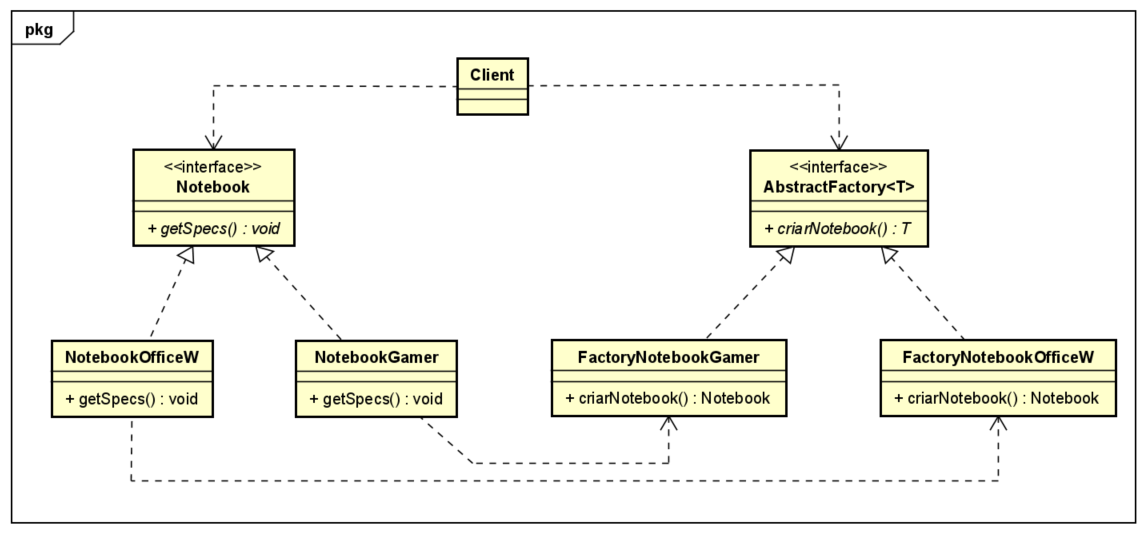 pkg
Client
<<interface>>
Notebook
+ getSpecs() : void
<<interface>>
AbstractFactory<T>
+ criarNotebook() : T
NotebookOfficeW
+ getSpecs() : void
NotebookGamer
+ getSpecs() : void
FactoryNotebookGamer
+ criarNotebook() : Notebook
FactoryNotebookOfficeW
+ criarNotebook() : Notebook